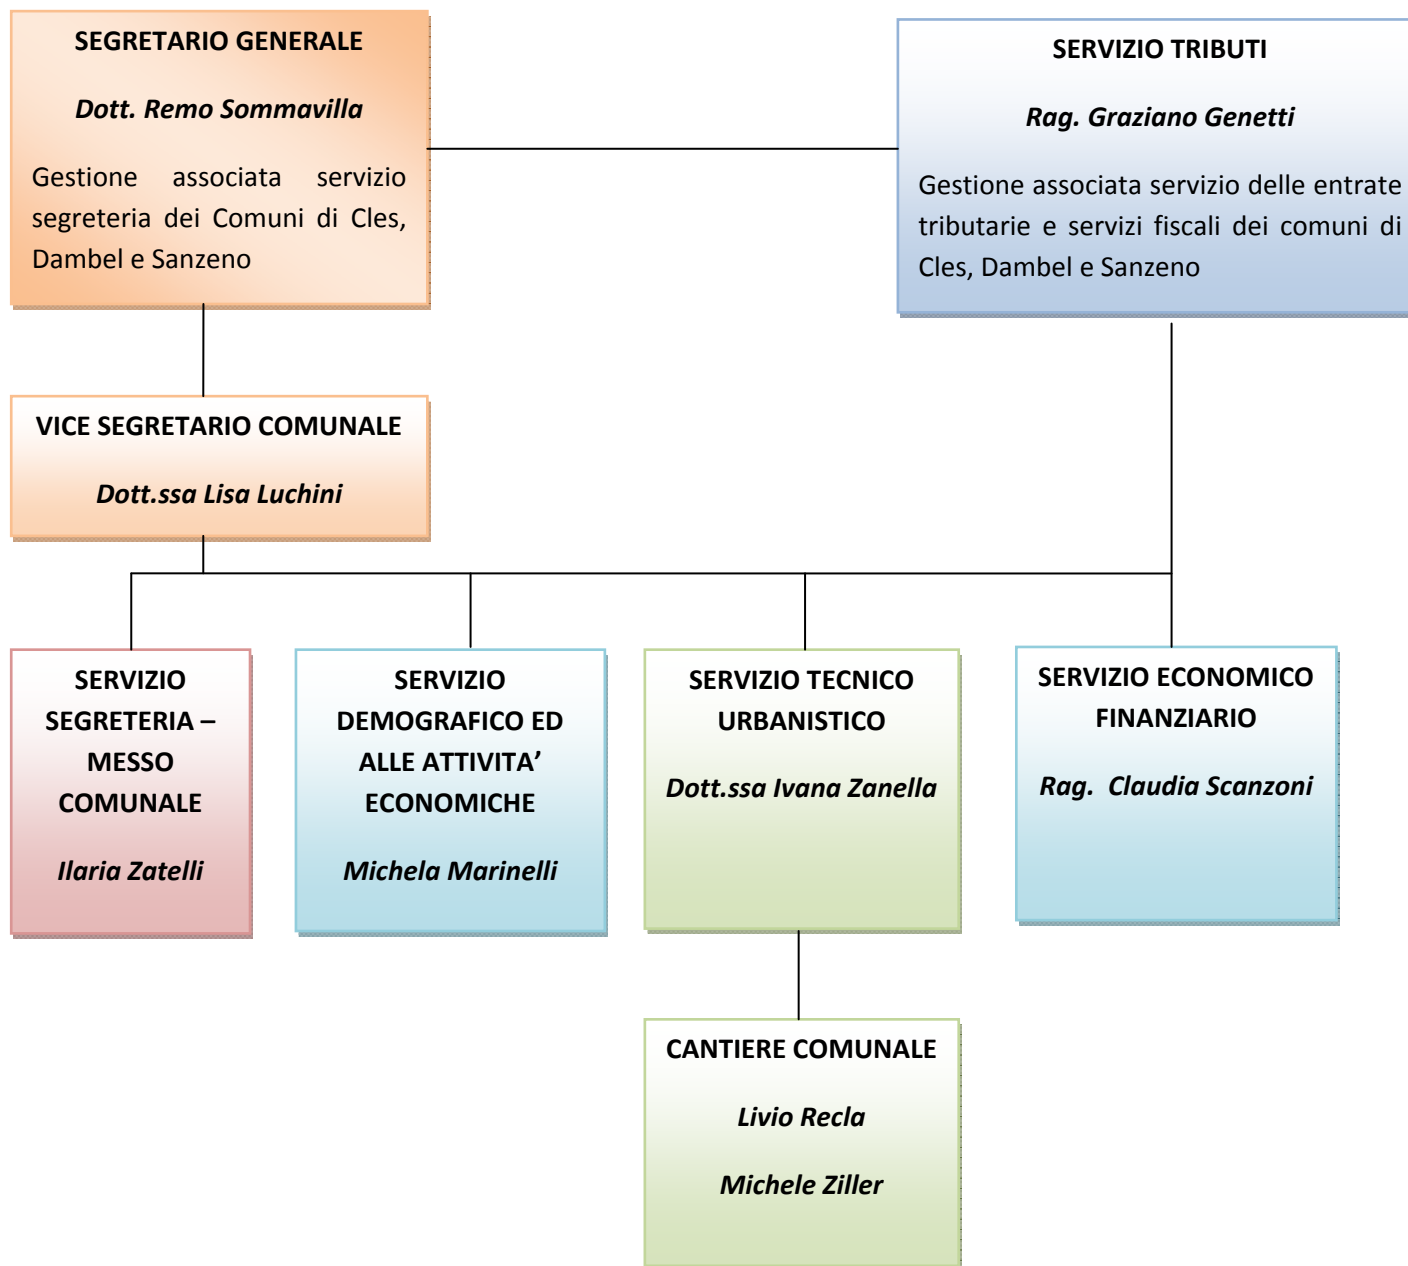 SEGRETARIO GENERALE
Dott. Remo Sommavilla
Gestione associata servizio
segreteria dei Comuni di Cles,
Dambel e Sanzeno
SERVIZIO TRIBUTI
Rag. Graziano Genetti
Gestione associata servizio delle entrate
tributarie e servizi fiscali dei comuni di
Cles, Dambel e Sanzeno
VICE SEGRETARIO COMUNALE
Dott.ssa Lisa Luchini
SERVIZIO
SEGRETERIA –
MESSO
COMUNALE
Ilaria Zatelli
SERVIZIO
DEMOGRAFICO ED
ALLE ATTIVITA’
ECONOMICHE
Michela Marinelli
SERVIZIO TECNICO
URBANISTICO
Dott.ssa Ivana Zanella
SERVIZIO ECONOMICO
FINANZIARIO
Rag. Claudia Scanzoni
CANTIERE COMUNALE
Livio Recla
Michele Ziller